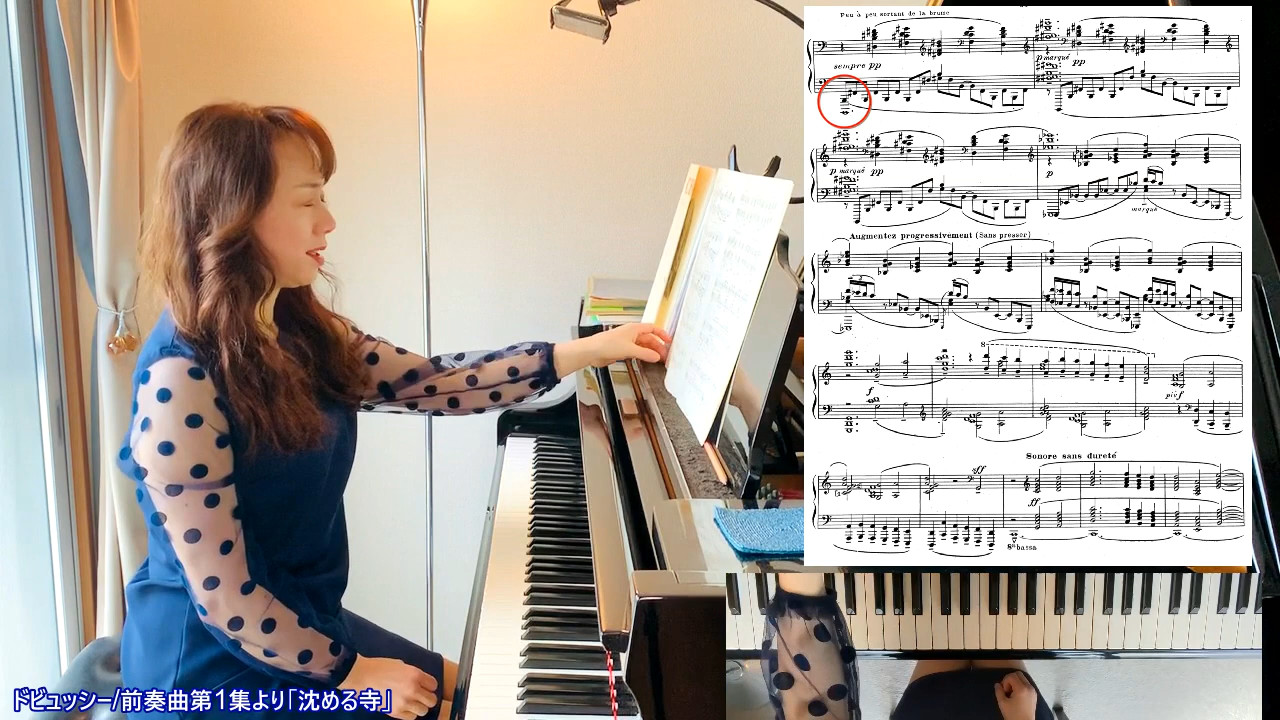 Peu à peu sortant de la brume
sempre pp
p marqué pp
p marqué pp
p
marqué
Augmentez progressivement (Sans presser)
8
f
più f
ff
Sonore sans dureté
ff
8ª bassa
ドビュッシー/前奏曲第1集より「沈める寺」